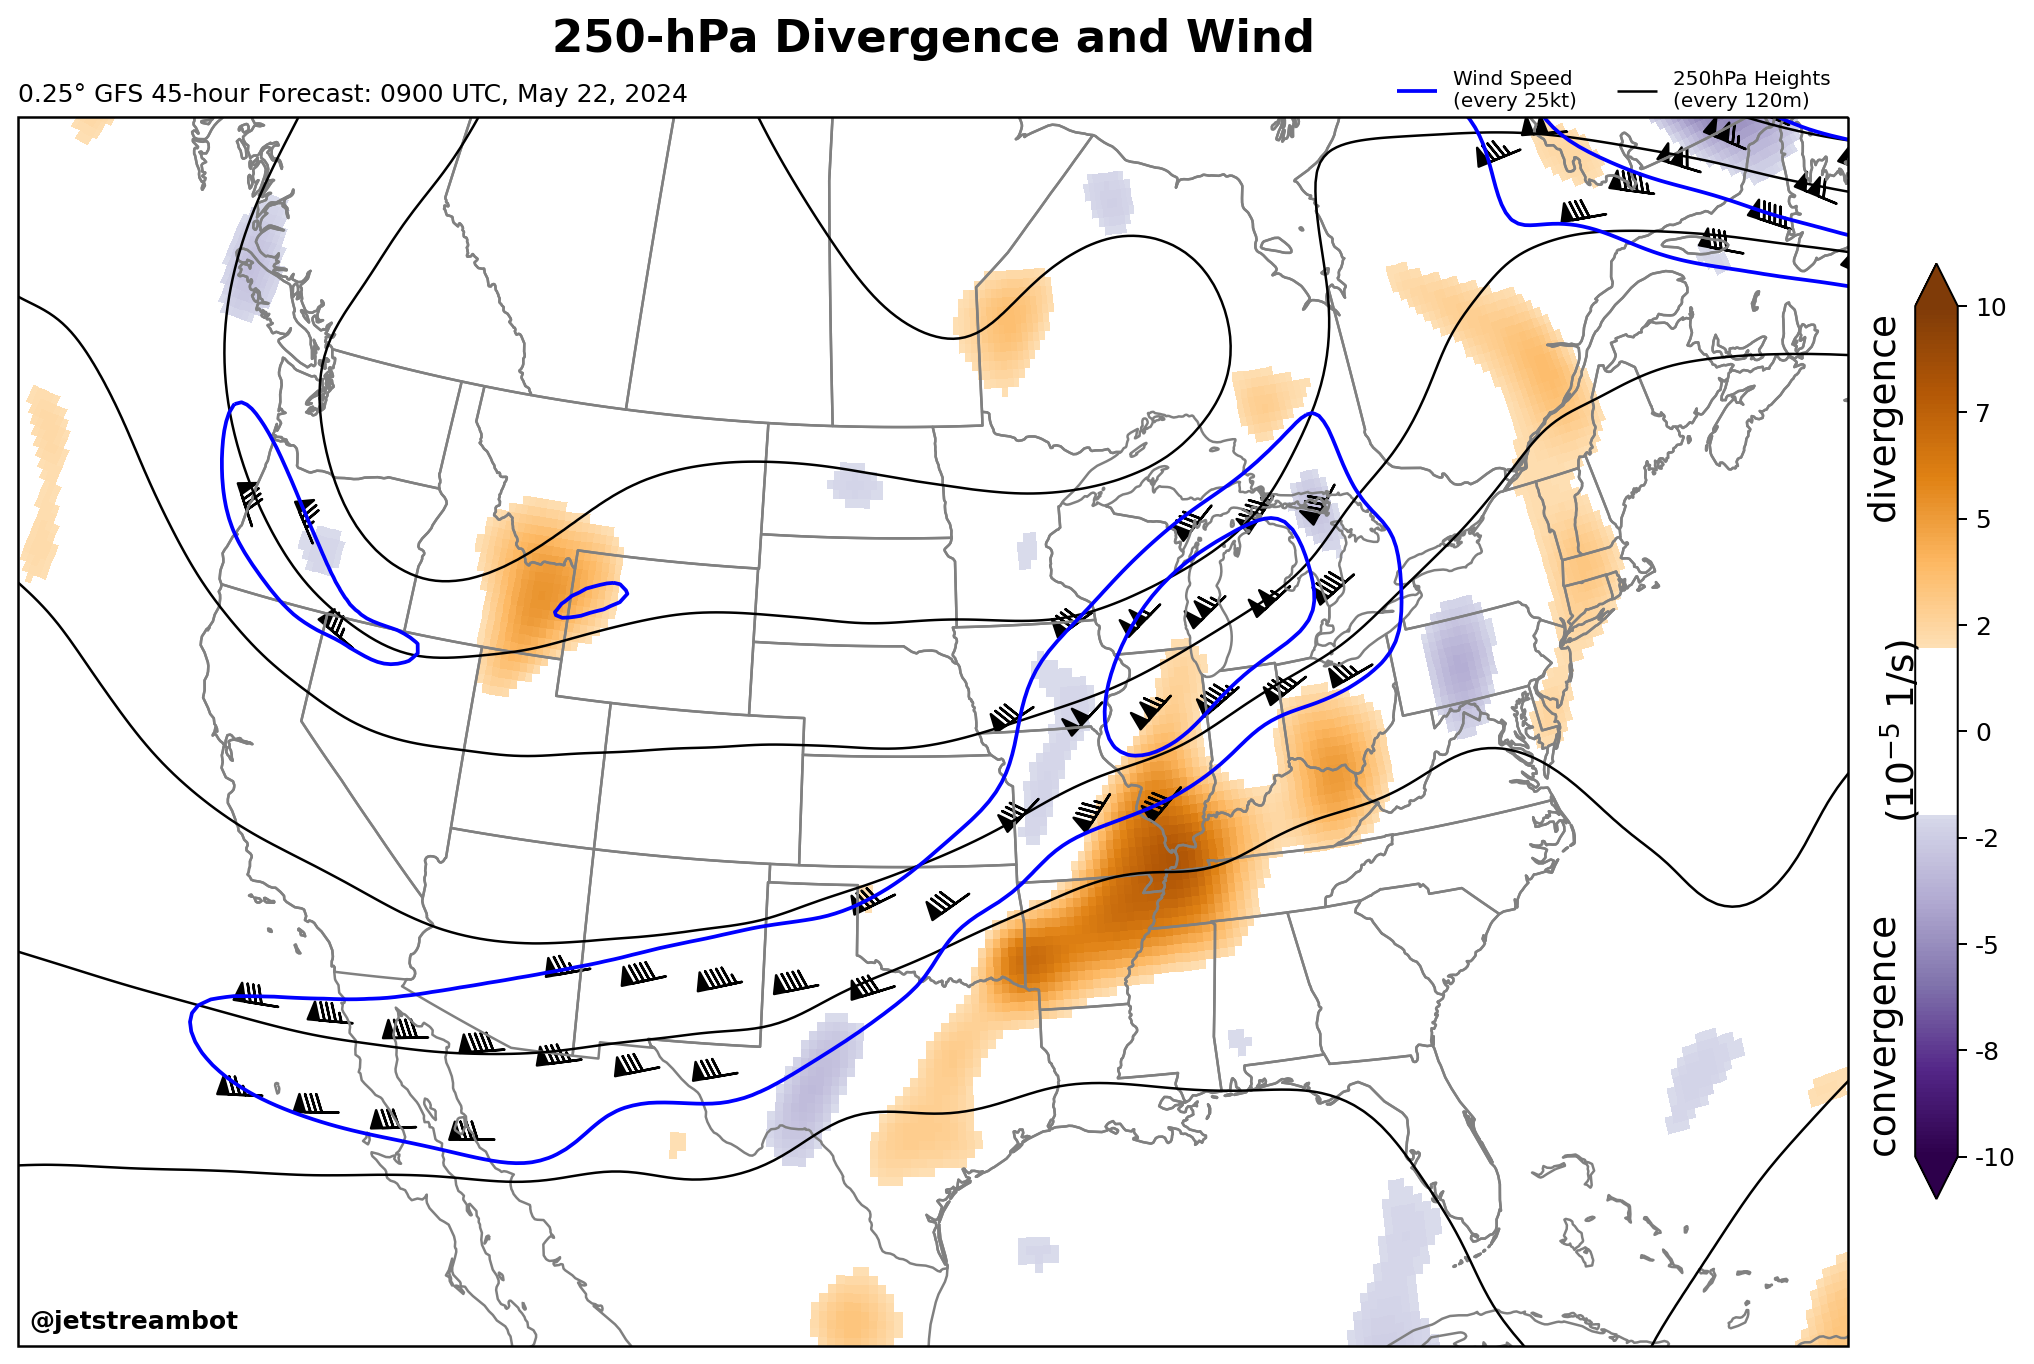 250-hPa Divergence and Wind
0.25° GFS 45-hour Forecast: 0900 UTC, May 22, 2024
Wind Speed
(every 25kt)
250hPa Heights
(every 120m)
10
7
5
2
0
-2
-5
-8
-10
divergence
(10⁻⁵ 1/s)
convergence
@jetstreambot